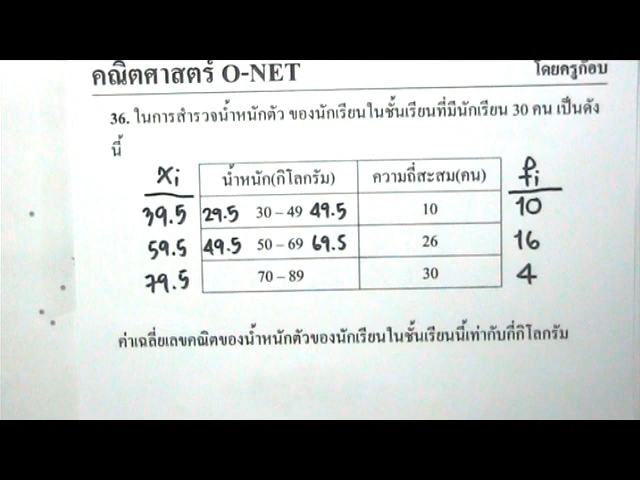 คณิตศาสตร์ O-NET โดยครูก๊อบ
36. ในการสำรวจน้ำหนักตัว ของนักเรียนในชั้นเรียนที่มีนักเรียน 30 คน เป็นดัง
นี้
xi น้ำหนัก(กิโลกรัม) ความถี่สะสม(คน) fi
39.5 29.5 30 – 49 49.5 10 10
59.5 49.5 50 – 69 69.5 26 16
79.5 70 – 89 30 4
ค่าเฉลี่ยเลขคณิตของน้ำหนักตัวของนักเรียนในชั้นเรียนนี้เท่ากับกี่กิโลกรัม